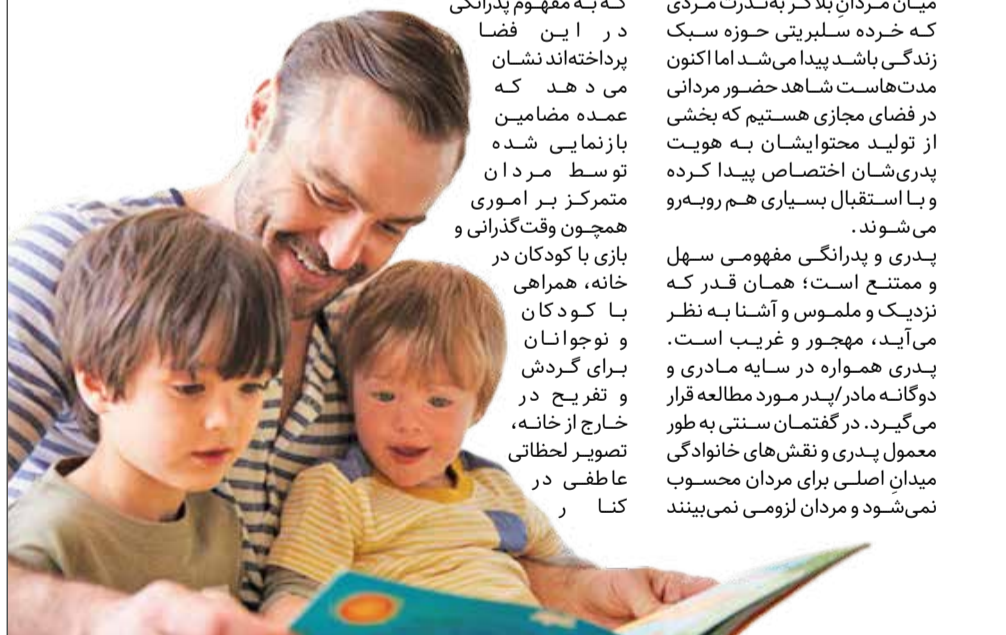 میان مردانِ بلاگر به‌ندرت مردی
که خرده سلبریتی حوزه سبک
زندگی باشد پیدا می‌شد اما اکنون
مدت‌هاست شاهد حضور مردانی
در فضای مجازی هستیم که بخشی
از تولید محتوایشان به هویت
پدری‌شان اختصاص پیدا کرده
و با استقبال بسیاری هم روبه‌رو
می‌شوند.
پدری و پدرانگی مفهومی سهل
و ممتنع است؛ همان قدر که
نزدیک و ملموس و آشنا به نظر
می‌آید، مهجور و غریب است.
پدری همواره در سایه مادری و
دوگانه مادر/پدر مورد مطالعه قرار
می‌گیرد. در گفتمان سنتی به طور
معمول پدری و نقش‌های خانوادگی
میدانِ اصلی برای مردان محسوب
نمی‌شود و مردان لزومی نمی‌بینند
که به مفهوم پدرانگی
در این فضا
پرداخته‌اند نشان
می‌دهد که
عمده مضامین
بازنمایی شده
توسط مردان
متمرکز بر اموری
همچون وقت‌گذرانی و
بازی با کودکان در
خانه، همراهی
با کودکان
و نوجوانان
برای گردش
و تفریح در
خارج از خانه،
تصویر لحظاتی
عاطفی در
کنار